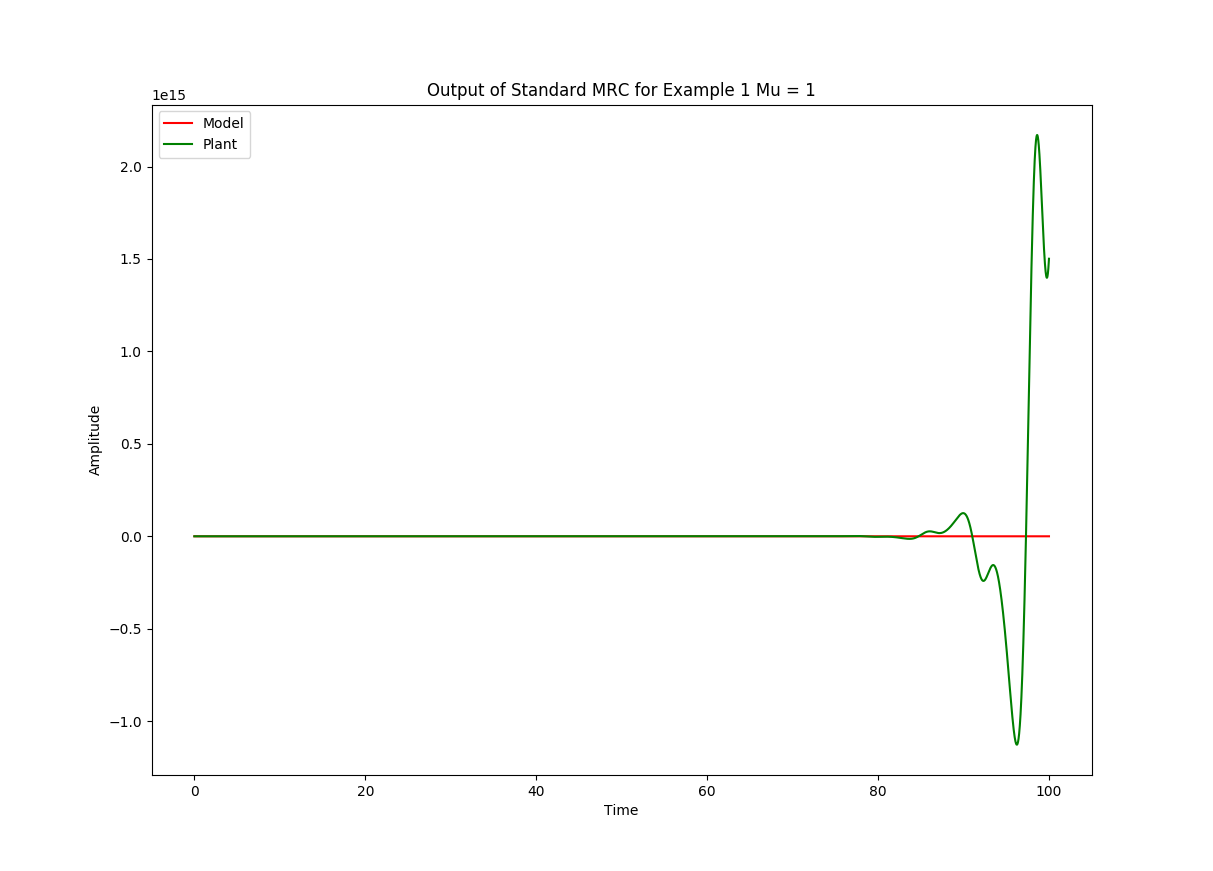 Output of Standard MRC for Example 1 Mu = 1
1e15
Model
Plant
2.0
1.5
1.0
0.5
0.0
−0.5
−1.0
Amplitude
0 20 40 60 80 100
Time